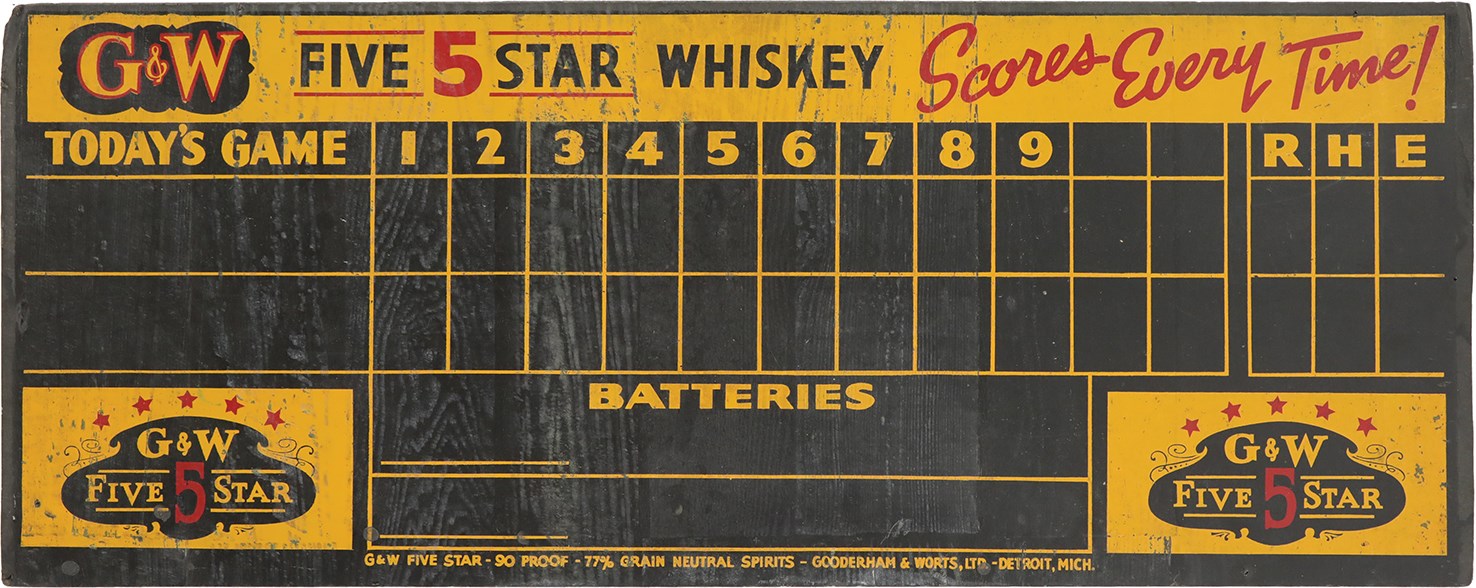 G&W FIVE 5 STAR WHISKEY Scores Every Time!
TODAY'S GAME 1 2 3 4 5 6 7 8 9 R H E
BATTERIES
G&W
FIVE 5 STAR
G&W
FIVE 5 STAR
G&W FIVE STAR - 90 PROOF - 77% GRAIN NEUTRAL SPIRITS - GOODERHAM & WORTS, LTD. - DETROIT, MICH.